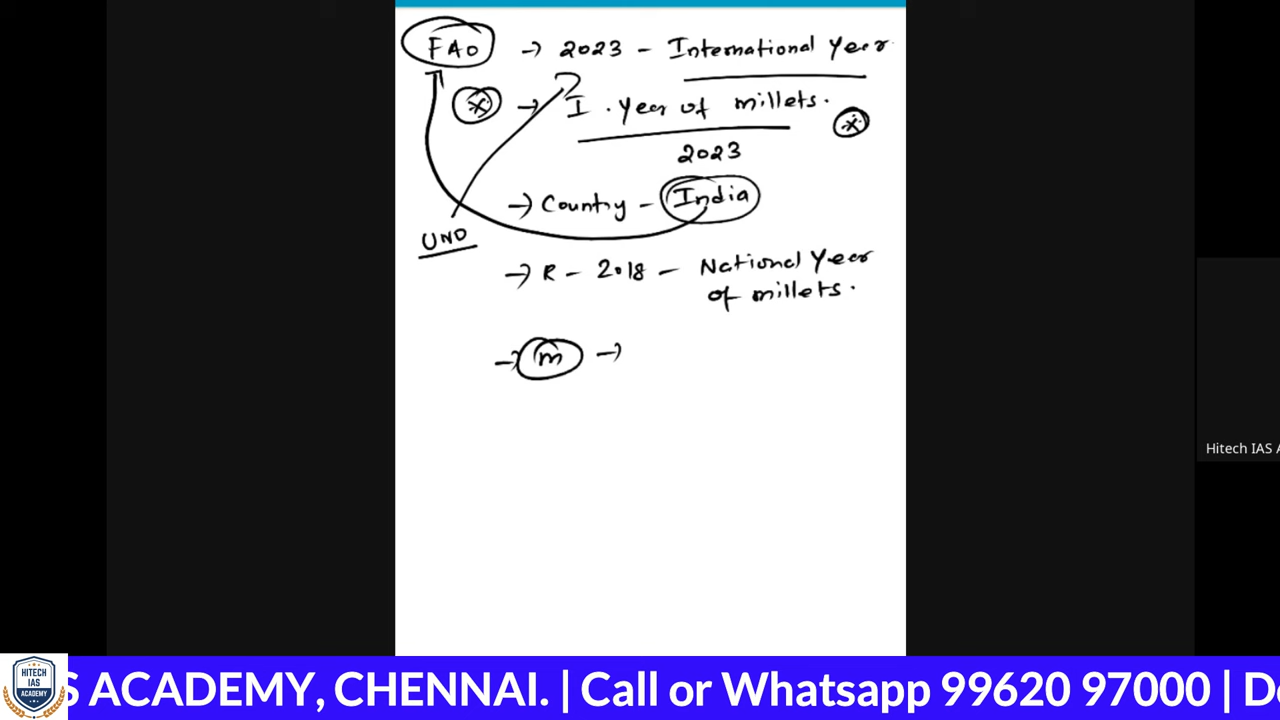 FAO → 2023 - International Year
→ I. Year of millets.
2023
→ Country - India
UNO
→ R - 2018 - National Year
of millets.
→ m →
Hitech IAS A
HITECH
IAS
ACADEMY
S ACADEMY, CHENNAI. | Call or Whatsapp 99620 97000 | D